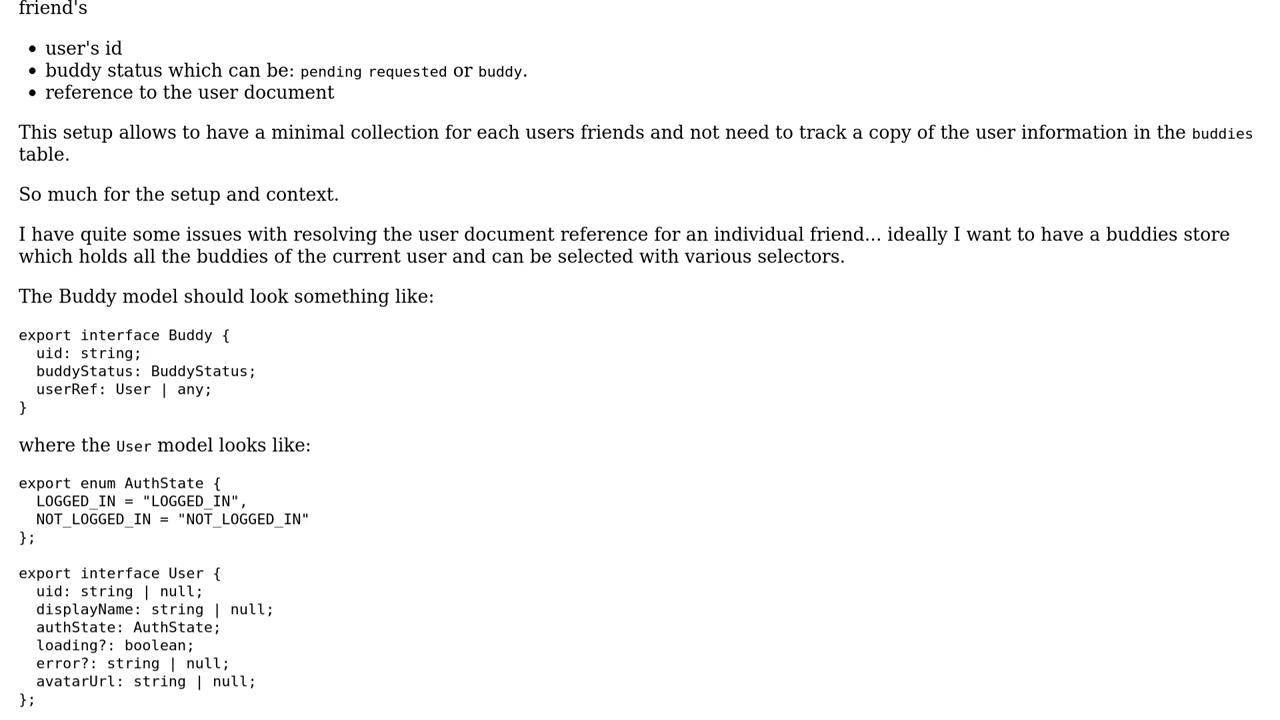 friend's
• user's id
• buddy status which can be: pending requested or buddy.
• reference to the user document
This setup allows to have a minimal collection for each users friends and not need to track a copy of the user information in the buddies
table.
So much for the setup and context.
I have quite some issues with resolving the user document reference for an individual friend... ideally I want to have a buddies store
which holds all the buddies of the current user and can be selected with various selectors.
The Buddy model should look something like:
export interface Buddy {
  uid: string;
  buddyStatus: BuddyStatus;
  userRef: User | any;
}
where the User model looks like:
export enum AuthState {
  LOGGED_IN = "LOGGED_IN",
  NOT_LOGGED_IN = "NOT_LOGGED_IN"
};
export interface User {
  uid: string | null;
  displayName: string | null;
  authState: AuthState;
  loading?: boolean;
  error?: string | null;
  avatarUrl: string | null;
};